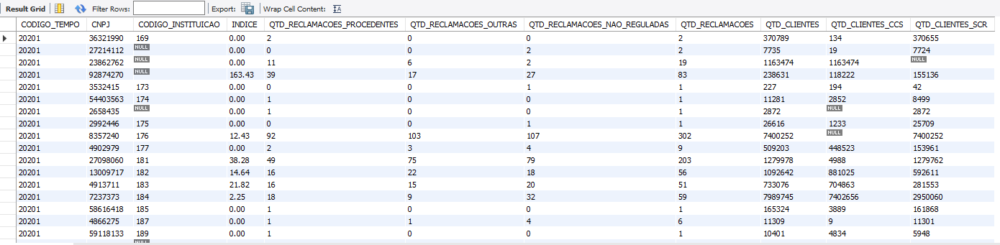 Result Grid Filter Rows: Export: Wrap Cell Content: IA
CODIGO_TEMPO CNPJ CODIGO_INSTITUICAO INDICE QTD_RECLAMACOES_PROCEDENTES QTD_RECLAMACOES_OUTRAS QTD_RECLAMACOES_NAO_REGULADAS QTD_RECLAMACOES QTD_CLIENTES QTD_CLIENTES_CCS QTD_CLIENTES_SCR
20201 36321990 169 0.00 2 0 0 2 370789 134 370655
20201 27214112 NULL 0.00 0 0 2 2 7735 19 7724
20201 23862762 NULL 0.00 11 6 2 19 1163474 1163474 NULL
20201 92874270 NULL 163.43 39 17 27 83 238631 118222 155136
20201 3532415 173 0.00 0 0 1 1 227 194 42
20201 54403563 174 0.00 1 0 0 1 11281 2852 8499
20201 2658435 NULL 0.00 1 0 0 1 2872 NULL 2872
20201 2992446 175 0.00 0 0 1 1 26616 1233 25709
20201 8357240 176 12.43 92 103 107 302 7400252 NULL 7400252
20201 4902979 177 0.00 2 3 4 9 509203 448523 153961
20201 27098060 181 38.28 49 75 79 203 1279978 4988 1279762
20201 13009717 182 14.64 16 22 18 56 1092642 881025 592611
20201 4913711 183 21.82 16 15 20 51 733076 704863 281553
20201 7237373 184 2.25 18 9 32 59 7989745 7402656 2950060
20201 58616418 185 0.00 1 0 0 1 165324 3889 161868
20201 4866275 187 0.00 1 1 4 6 11309 9 11301
20201 59118133 189 0.00 1 0 0 1 10401 4834 5948
NULL